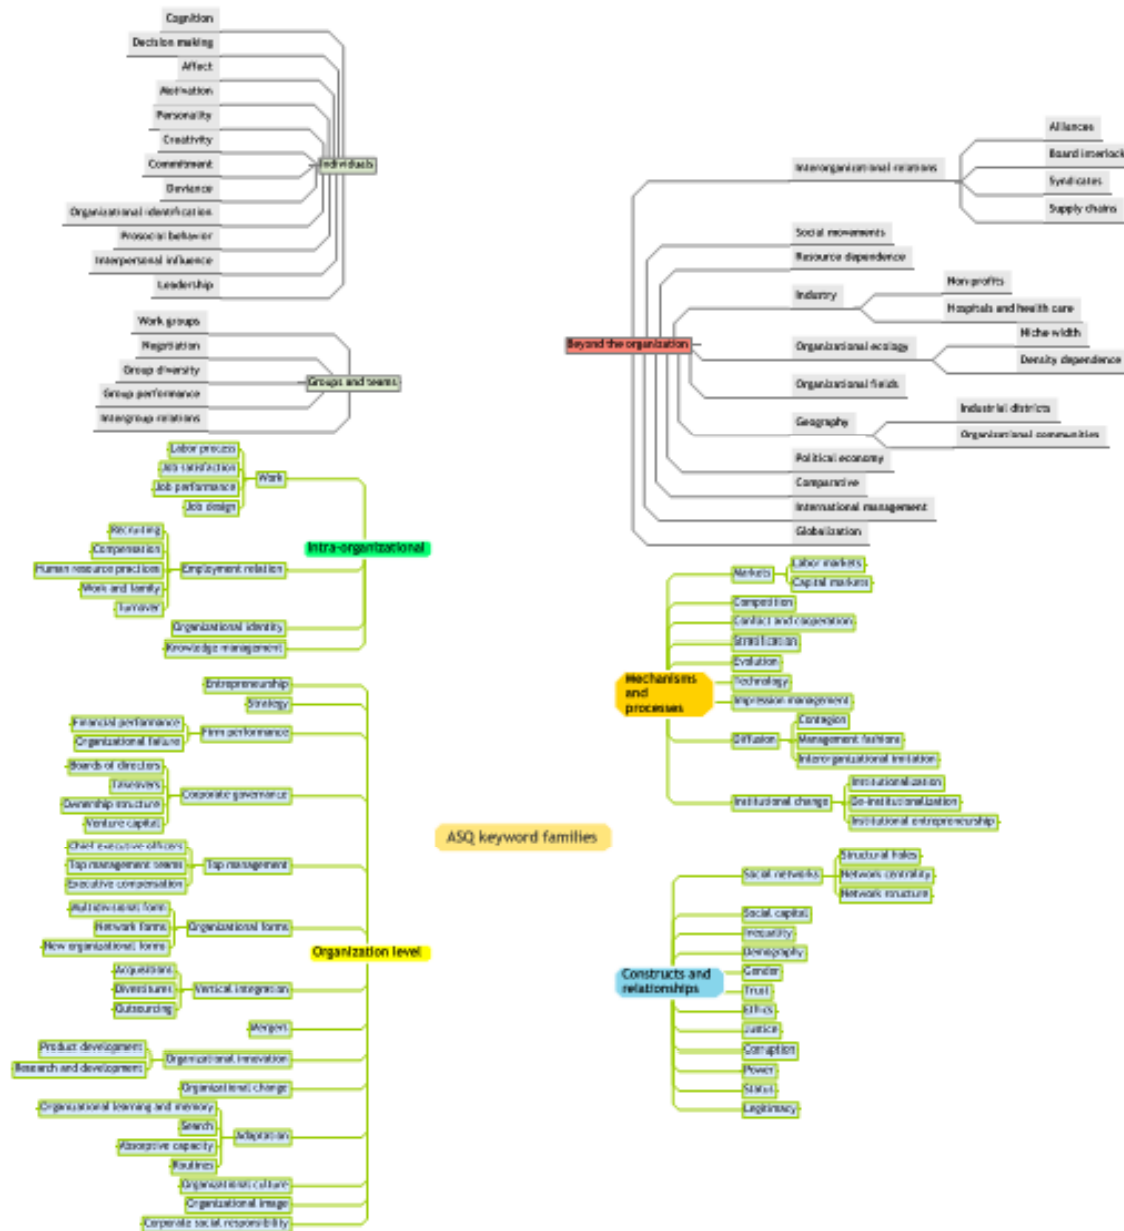 Cognition
Decision making
Affect
Motivation
Personality
Creativity
Commitment
Deviance
Organizational identification
Prosocial behavior
Interpersonal influence
Leadership
Individuals
Work groups
Negotiation
Group diversity
Group performance
Intergroup relations
Groups and teams
Labor process
Job satisfaction
Job performance
Job design
Work
Recruiting
Compensation
Human resource practices
Work and family
Turnover
Employment relation
Organizational identity
Knowledge management
Intra-organizational
Entrepreneurship
Strategy
Financial performance
Organizational failure
Firm performance
Boards of directors
Takeovers
Ownership structure
Venture capital
Corporate governance
Chief executive officers
Top management teams
Executive compensation
Top management
Multidivisional form
Network forms
New organizational forms
Organizational forms
Acquisitions
Divestitures
Outsourcing
Vertical integration
Mergers
Product development
Research and development
Organizational innovation
Organizational change
Organizational learning and memory
Search
Absorptive capacity
Routines
Adaptation
Organizational culture
Organizational image
Corporate social responsibility
Organization level
ASQ keyword families
Beyond the organization
Interorganizational relations
Alliances
Board interlock
Syndicates
Supply chains
Social movements
Resource dependence
Industry
Non-profits
Hospitals and health care
Organizational ecology
Niche width
Density dependence
Organizational fields
Geography
Industrial districts
Organizational communities
Political economy
Comparative
International management
Globalization
Mechanisms
and
processes
Markets
Labor markets
Capital markets
Competition
Conflict and cooperation
Stratification
Evolution
Technology
Impression management
Diffusion
Contagion
Management fashions
Interorganizational imitation
Institutional change
Institutionalization
De-institutionalization
Institutional entrepreneurship
Constructs and
relationships
Social networks
Structural holes
Network centrality
Network structure
Social capital
Inequality
Demography
Gender
Trust
Ethics
Justice
Corruption
Power
Status
Legitimacy